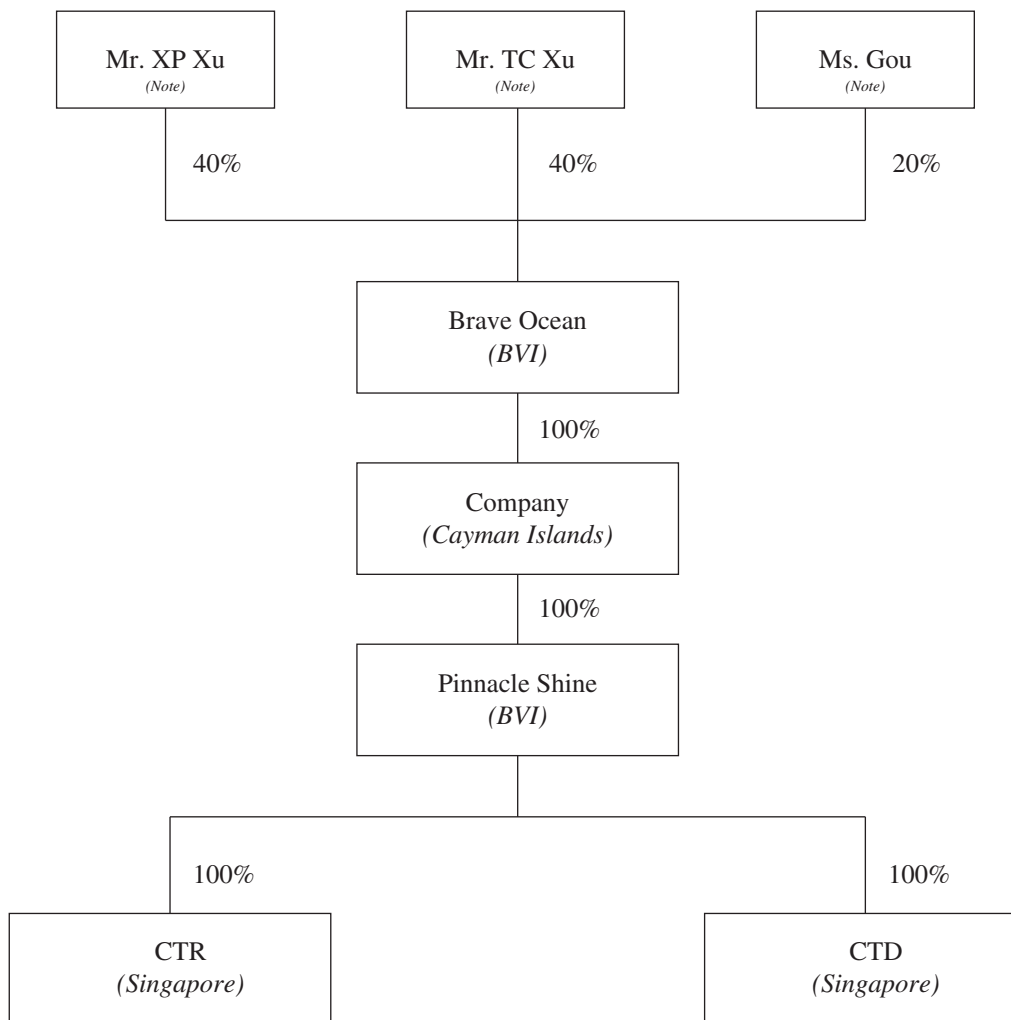 Mr. XP Xu
(Note)
Mr. TC Xu
(Note)
Ms. Gou
(Note)
40%
40%
20%
Brave Ocean
(BVI)
100%
Company
(Cayman Islands)
100%
Pinnacle Shine
(BVI)
100%
100%
CTR
(Singapore)
CTD
(Singapore)